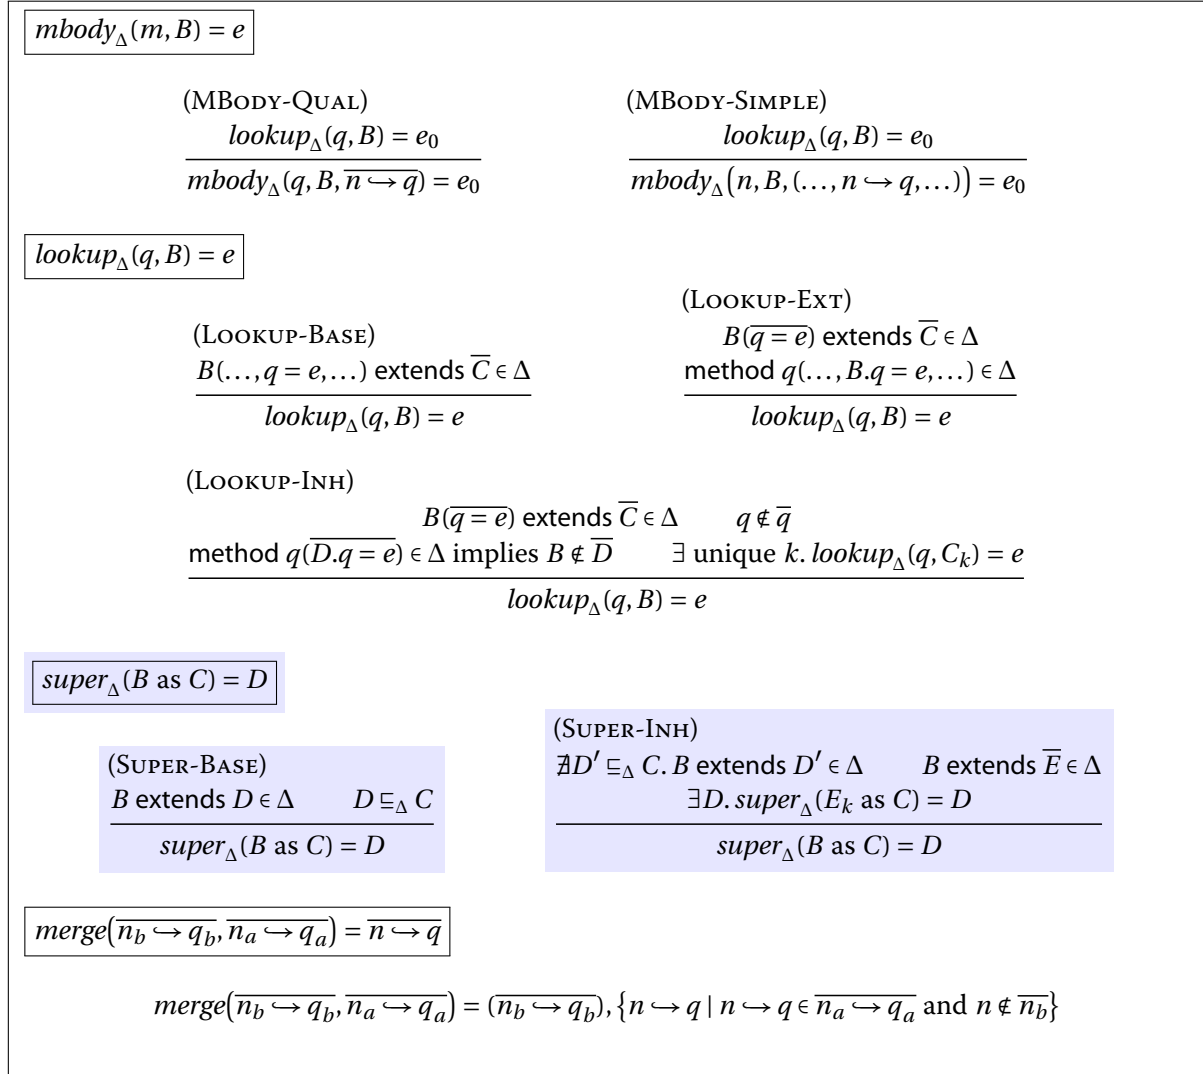 mbody_Δ(m, B) = e
(MBODY-QUAL) (MBODY-SIMPLE)
lookup_Δ(q, B) = e₀ lookup_Δ(q, B) = e₀
mbody_Δ(q, B, \overline{n ↪ q}) = e₀ mbody_Δ(n, B, (…, n ↪ q, …)) = e₀
lookup_Δ(q, B) = e
(LOOKUP-EXT)
(LOOKUP-BASE) B(\overline{q = e}) extends \overline{C} ∈ Δ
B(…, q = e, …) extends \overline{C} ∈ Δ method q(…, B.q = e, …) ∈ Δ
lookup_Δ(q, B) = e lookup_Δ(q, B) = e
(LOOKUP-INH)
B(\overline{q = e}) extends \overline{C} ∈ Δ q ∉ \overline{q}
method q(\overline{D.q = e}) ∈ Δ implies B ∉ \overline{D} ∃ unique k. lookup_Δ(q, C_k) = e
lookup_Δ(q, B) = e
super_Δ(B as C) = D
(SUPER-INH)
(SUPER-BASE) ∄D′ ⊑_Δ C. B extends D′ ∈ Δ B extends \overline{E} ∈ Δ
B extends D ∈ Δ D ⊑_Δ C ∃D. super_Δ(E_k as C) = D
super_Δ(B as C) = D super_Δ(B as C) = D
merge(\overline{n_b ↪ q_b}, \overline{n_a ↪ q_a}) = \overline{n ↪ q}
merge(\overline{n_b ↪ q_b}, \overline{n_a ↪ q_a}) = (\overline{n_b ↪ q_b}), {n ↪ q | n ↪ q ∈ \overline{n_a ↪ q_a} and n ∉ \overline{n_b}}